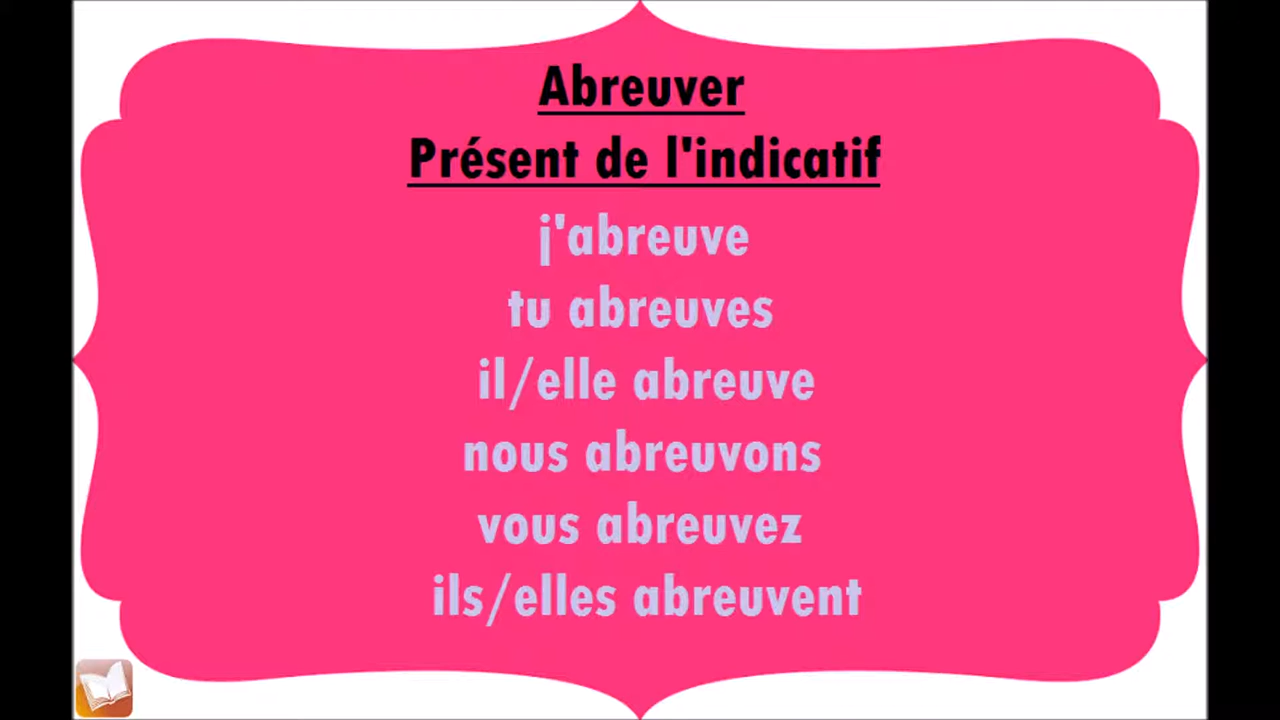 Abreuver
Présent de l'indicatif
j'abreuve
tu abreuves
il/elle abreuve
nous abreuvons
vous abreuvez
ils/elles abreuvent